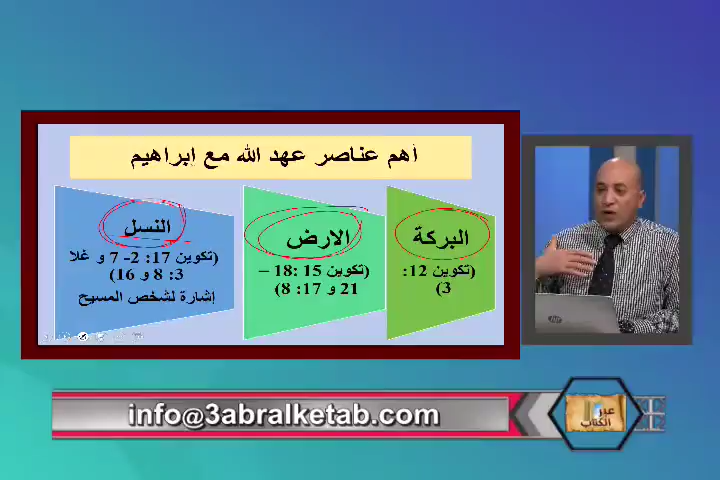 أهم عناصر عهد الله مع إبراهيم
البركة
(تكوين 12:
3)
الارض
(تكوين 15 :18 –
21 و 17: 8)
النسل
(تكوين 17: 2- 7 و غلا
3: 8 و 16)
إشارة لشخص المسيح
info@3abralketab.com
عبر
الكتاب